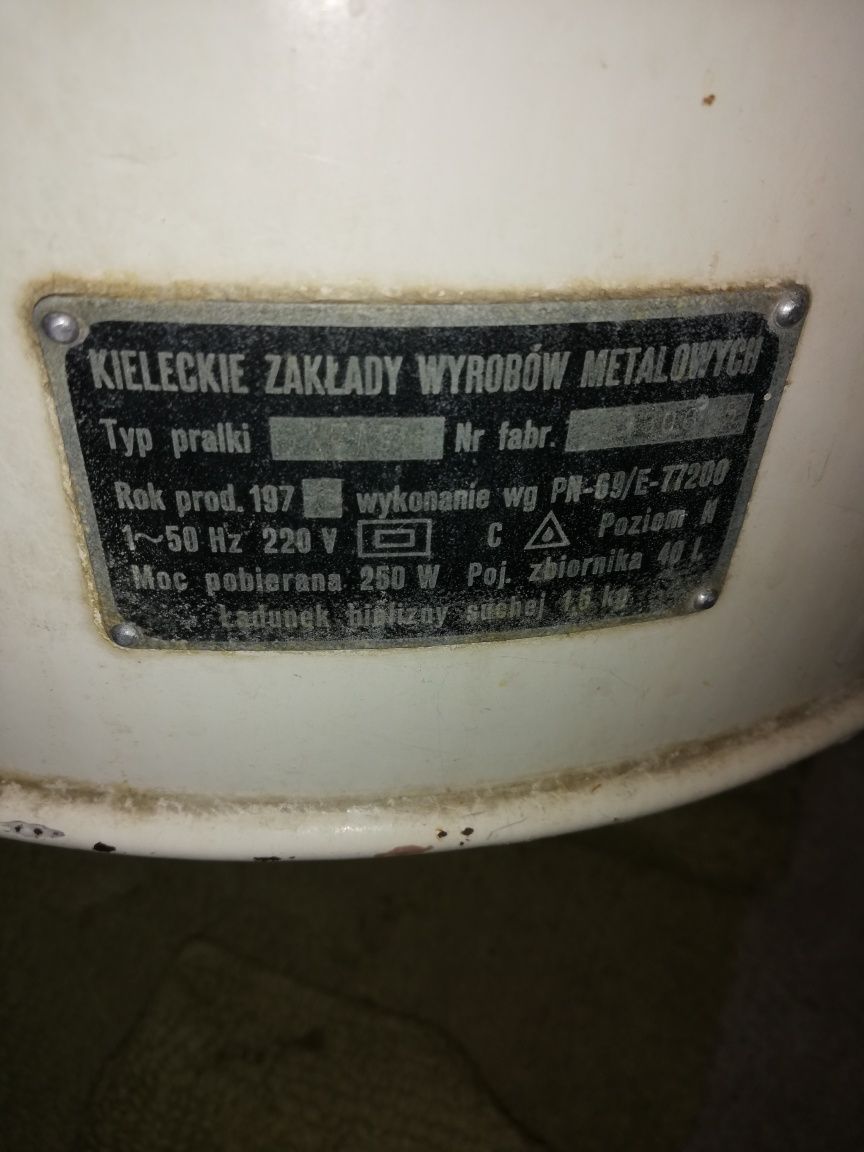 KIELECKIE ZAKŁADY WYROBÓW METALOWYCH
Typ pralki Nr fabr.
Rok prod. 197 wykonanie wg PN-69/E-77200
1~50 Hz 220 V C Poziom N
Moc pobierana 250 W Poj. zbiornika 40 L
Ładunek bielizny suchej 1,5 kg